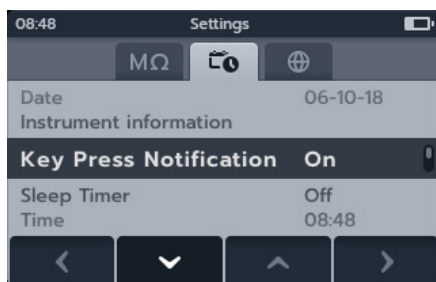 08:48 Settings
MΩ
Date 06-10-18
Instrument information
Key Press Notification On
Sleep Timer Off
Time 08:48